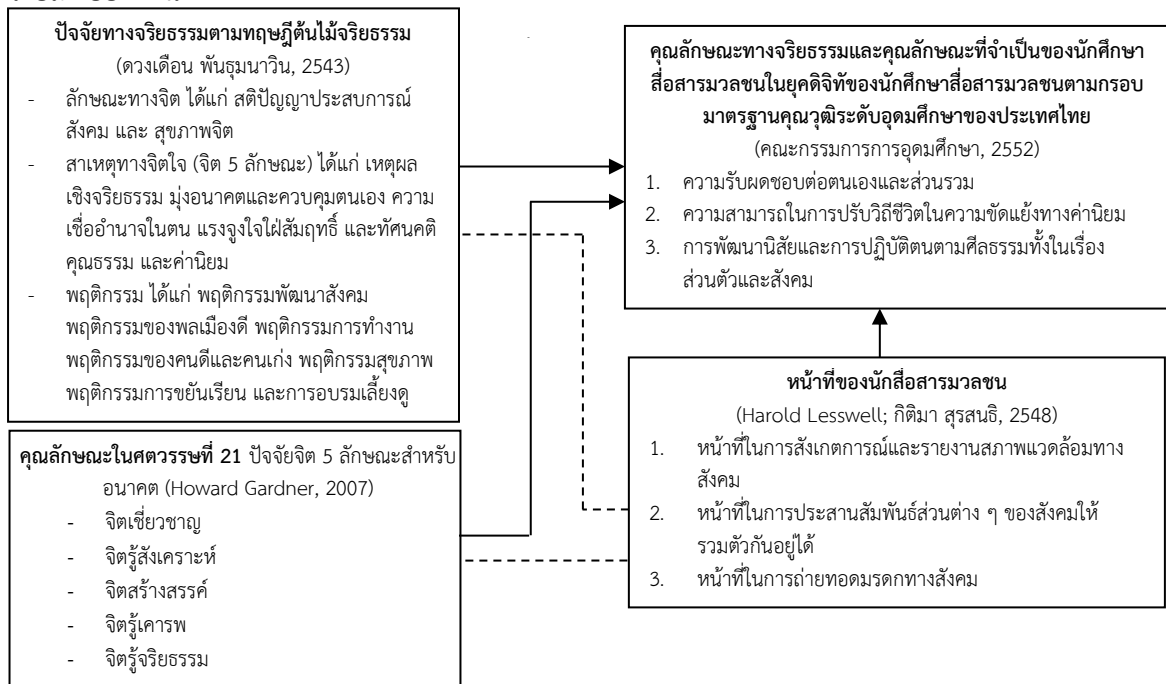 ปัจจัยทางจริยธรรมตามทฤษฎีต้นไม้จริยธรรม
(ดวงเดือน พันธุมนาวิน, 2543)
- ลักษณะทางจิต ได้แก่ สติปัญญาประสบการณ์
สังคม และ สุขภาพจิต
- สาเหตุทางจิตใจ (จิต 5 ลักษณะ) ได้แก่ เหตุผล
เชิงจริยธรรม มุ่งอนาคตและควบคุมตนเอง ความ
เชื่ออำนาจในตน แรงจูงใจใฝ่สัมฤทธิ์ และทัศนคติ
คุณธรรม และค่านิยม
- พฤติกรรม ได้แก่ พฤติกรรมพัฒนาสังคม
พฤติกรรมของพลเมืองดี พฤติกรรมการทำงาน
พฤติกรรมของคนดีและคนเก่ง พฤติกรรมสุขภาพ
พฤติกรรมการขยันเรียน และการอบรมเลี้ยงดู
คุณลักษณะในศตวรรษที่ 21 ปัจจัยจิต 5 ลักษณะสำหรับ
อนาคต (Howard Gardner, 2007)
- จิตเชี่ยวชาญ
- จิตรู้สังเคราะห์
- จิตสร้างสรรค์
- จิตรู้เคารพ
- จิตรู้จริยธรรม
คุณลักษณะทางจริยธรรมและคุณลักษณะที่จำเป็นของนักศึกษา
สื่อสารมวลชนในยุคดิจิทัของนักศึกษาสื่อสารมวลชนตามกรอบ
มาตรฐานคุณวุฒิระดับอุดมศึกษาของประเทศไทย
(คณะกรรมการการอุดมศึกษา, 2552)
1. ความรับผดชอบต่อตนเองและส่วนรวม
2. ความสามารถในการปรับวิถีชีวิตในความขัดแย้งทางค่านิยม
3. การพัฒนานิสัยและการปฏิบัติตนตามศีลธรรมทั้งในเรื่อง
ส่วนตัวและสังคม
หน้าที่ของนักสื่อสารมวลชน
(Harold Lesswell; กิติมา สุรสนธิ, 2548)
1. หน้าที่ในการสังเกตการณ์และรายงานสภาพแวดล้อมทาง
สังคม
2. หน้าที่ในการประสานสัมพันธ์ส่วนต่าง ๆ ของสังคมให้
รวมตัวกันอยู่ได้
3. หน้าที่ในการถ่ายทอดมรดกทางสังคม